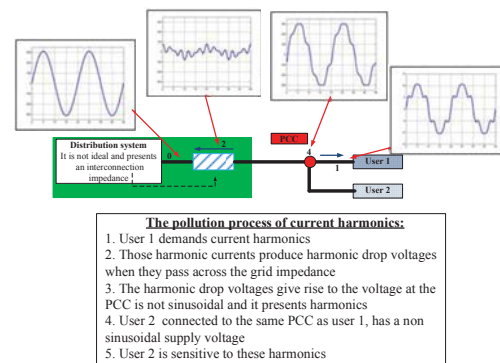 Distribution system
It is not ideal and presents
an interconnection
impedance
0
2
PCC
4
1
User 1
User 2
The pollution process of current harmonics:
1. User 1 demands current harmonics
2. Those harmonic currents produce harmonic drop voltages
when they pass across the grid impedance
3. The harmonic drop voltages give rise to the voltage at the
PCC is not sinusoidal and it presents harmonics
4. User 2 connected to the same PCC as user 1, has a non
sinusoidal supply voltage
5. User 2 is sensitive to these harmonics